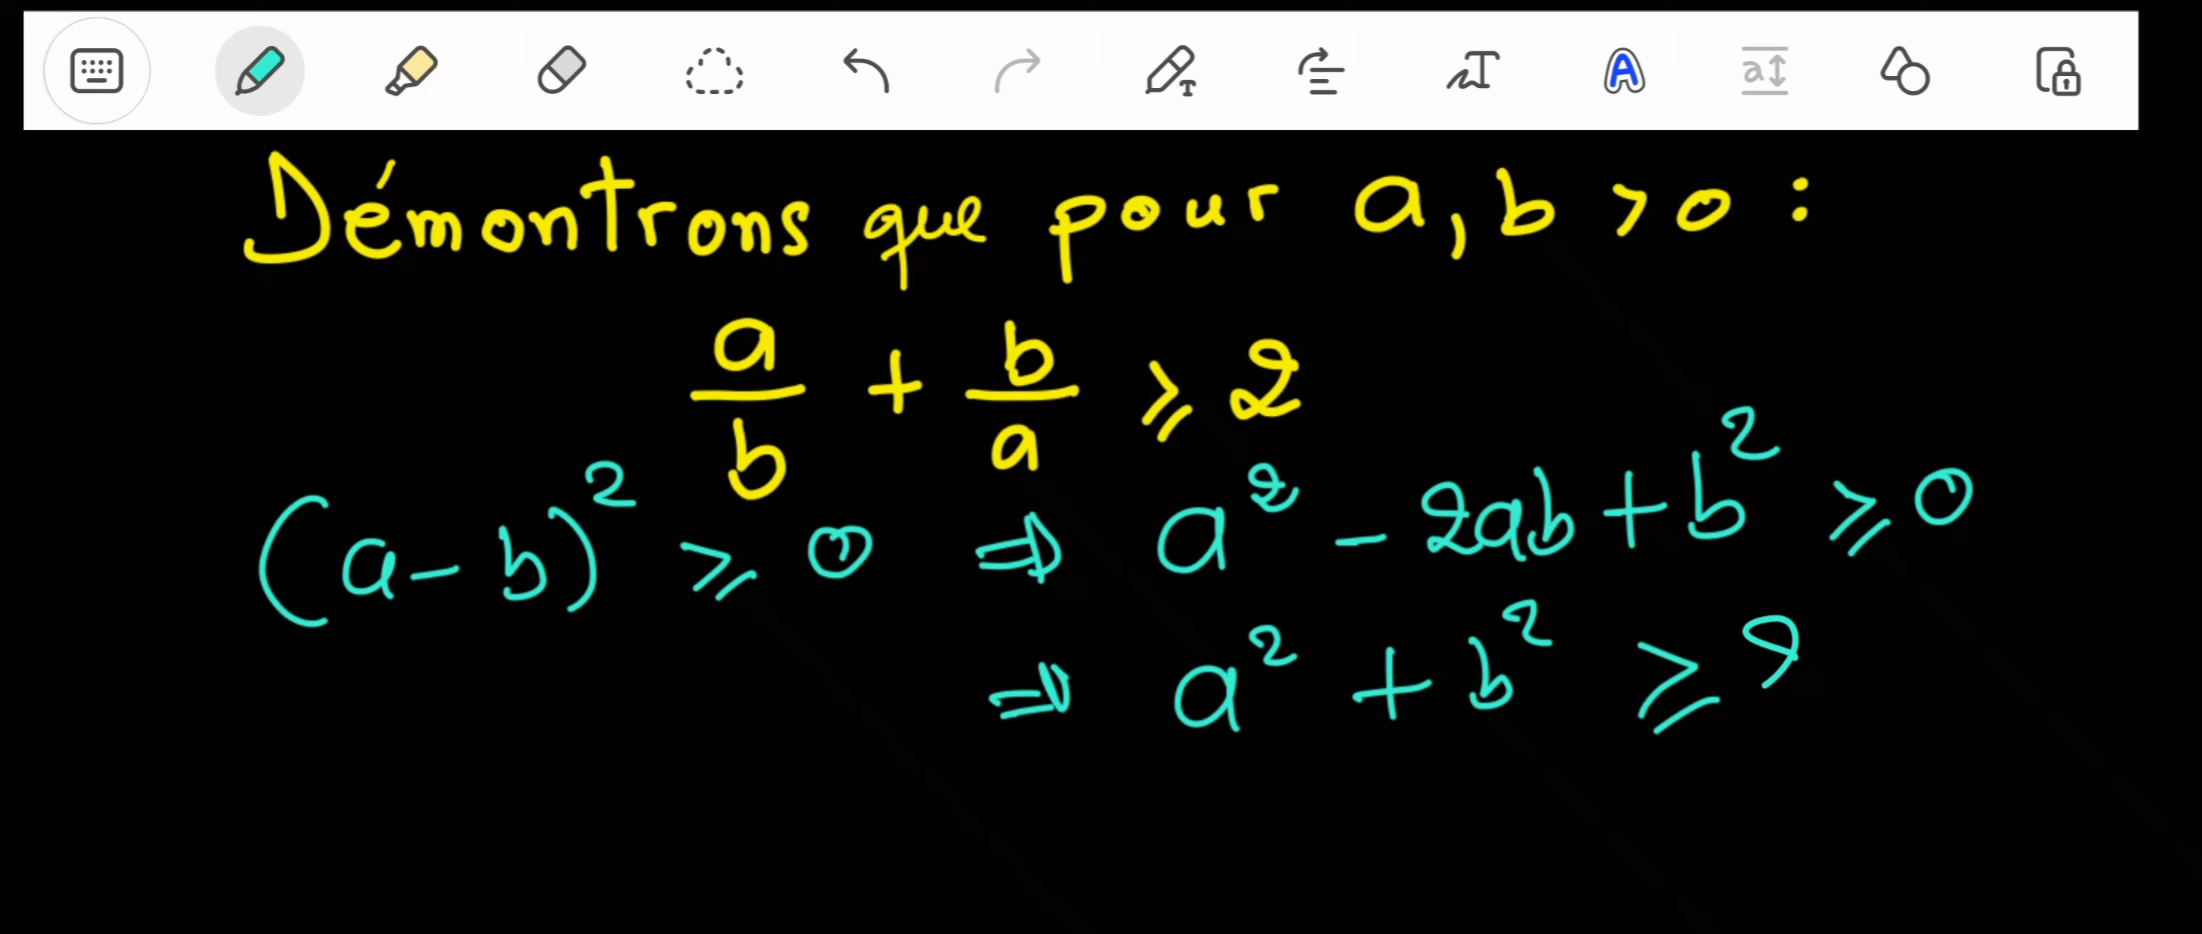 Démontrons que pour a, b > 0 :
a/b + b/a ⩾ 2
(a - b)² ⩾ 0 ⇒ a² - 2ab + b² ⩾ 0
⇒ a² + b² ⩾